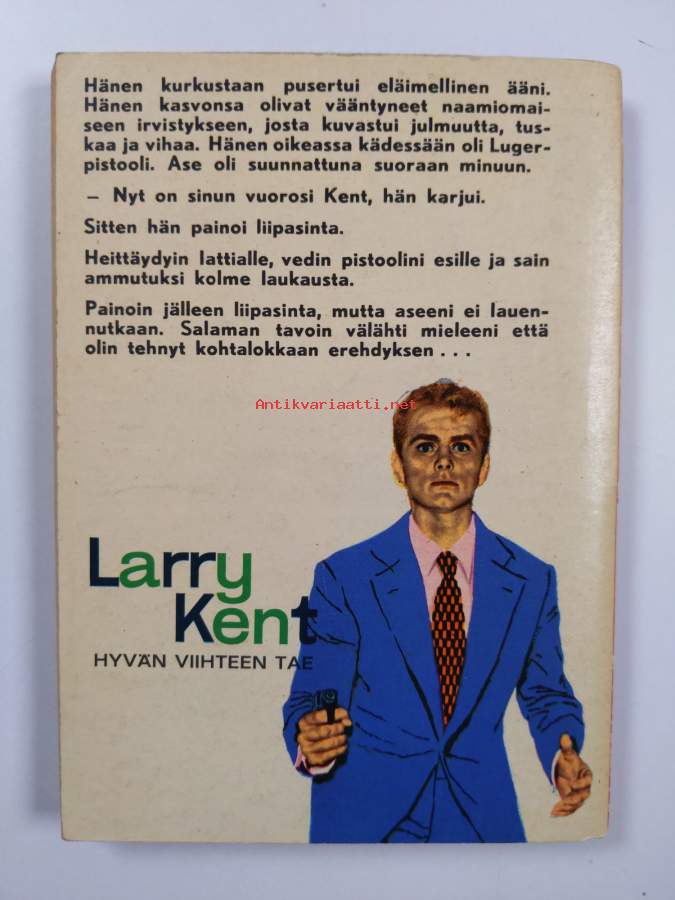 Hänen kurkustaan pusertui eläimellinen ääni.
Hänen kasvonsa olivat vääntyneet naamiomai-
seen irvistykseen, josta kuvastui julmuutta, tus-
kaa ja vihaa. Hänen oikeassa kädessään oli Luger-
pistooli. Ase oli suunnattuna suoraan minuun.
– Nyt on sinun vuorosi Kent, hän karjui.
Sitten hän painoi liipasinta.
Heittäydyin lattialle, vedin pistoolini esille ja sain
ammutuksi kolme laukausta.
Painoin jälleen liipasinta, mutta aseeni ei lauen-
nutkaan. Salaman tavoin välähti mieleeni että
olin tehnyt kohtalokkaan erehdyksen . . .
Antikvariaatti.net
Larry
Kent
HYVÄN VIIHTEEN TAE